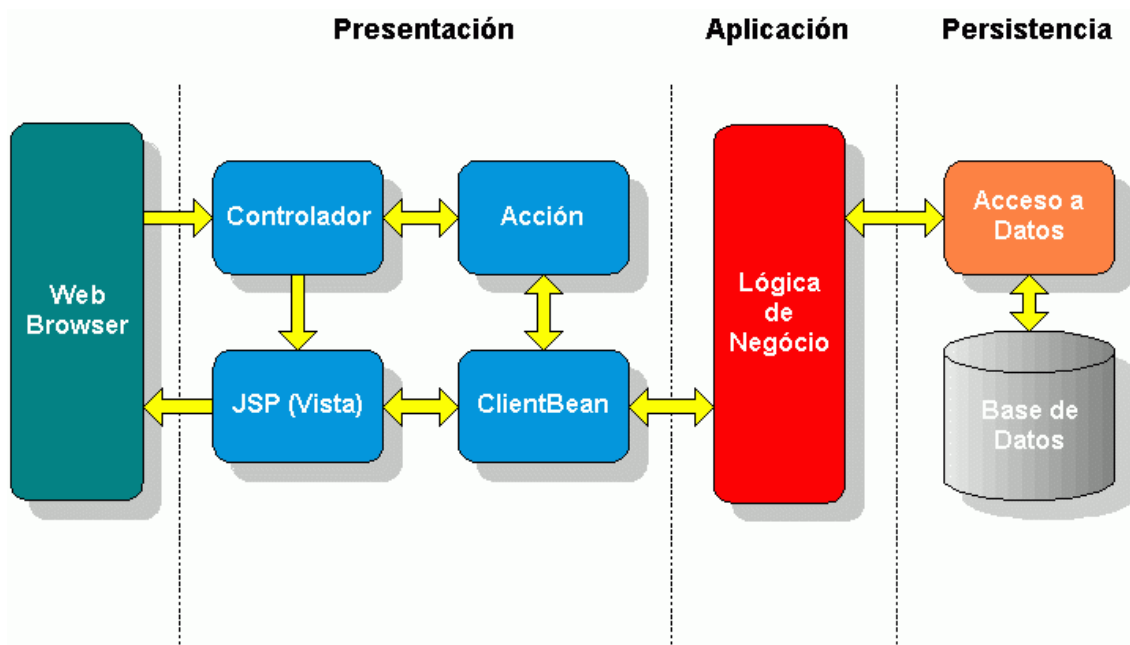 Presentación
Aplicación
Persistencia
Web
Browser
Controlador
Acción
JSP (Vista)
ClientBean
Lógica
de
Negócio
Acceso a
Datos
Base de
Datos